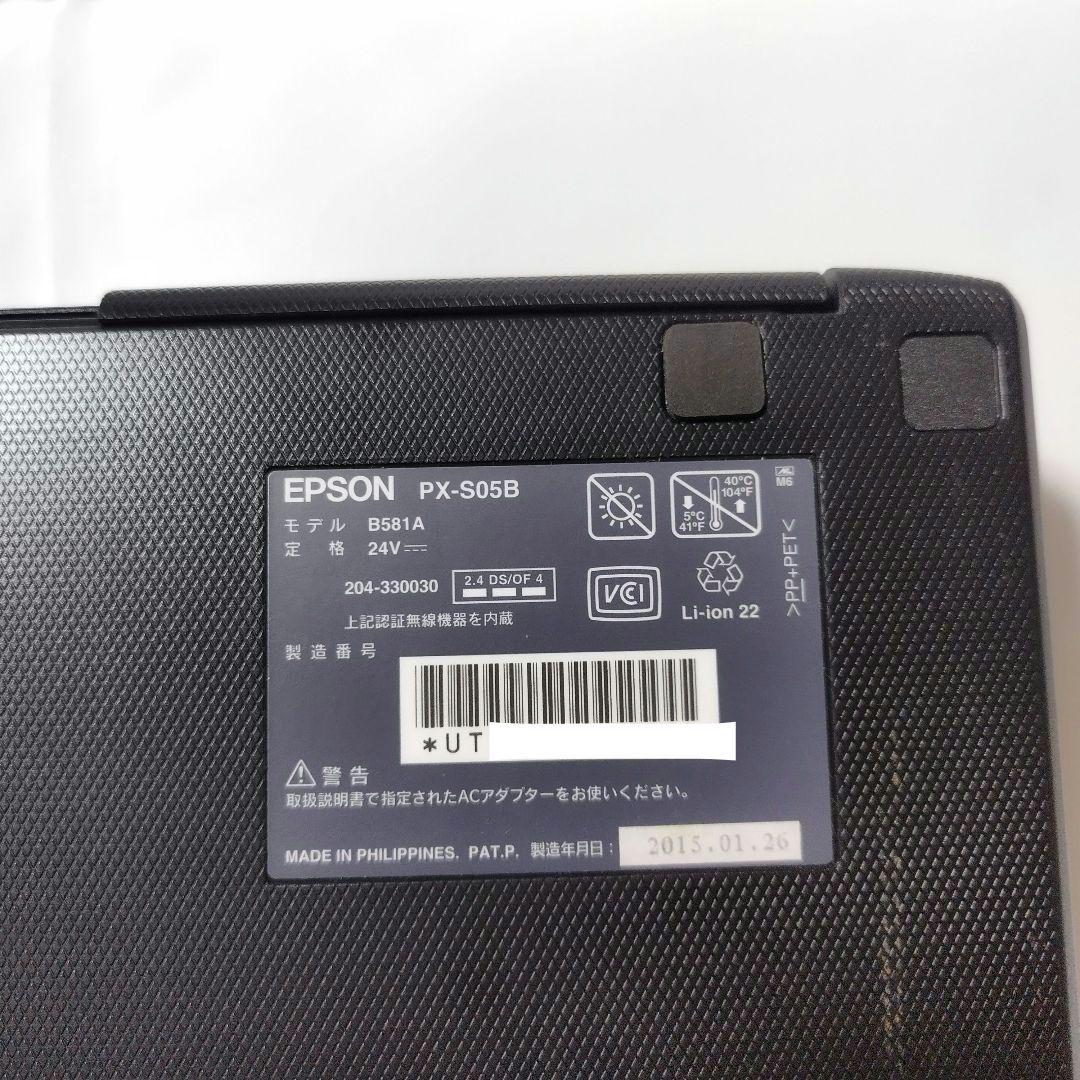 EPSON PX-S05B
モデル B581A
定格 24V
204-330030
2.4 DS/OF 4
上記認証無線機器を内蔵
製造番号
*UT
警告
取扱説明書で指定されたACアダプターをお使いください。
MADE IN PHILIPPINES. PAT.P. 製造年月日: 2015.01.26
40°C
104°F
5°C
41°F
VCI
Li-ion 22
M6
>PP+PET<